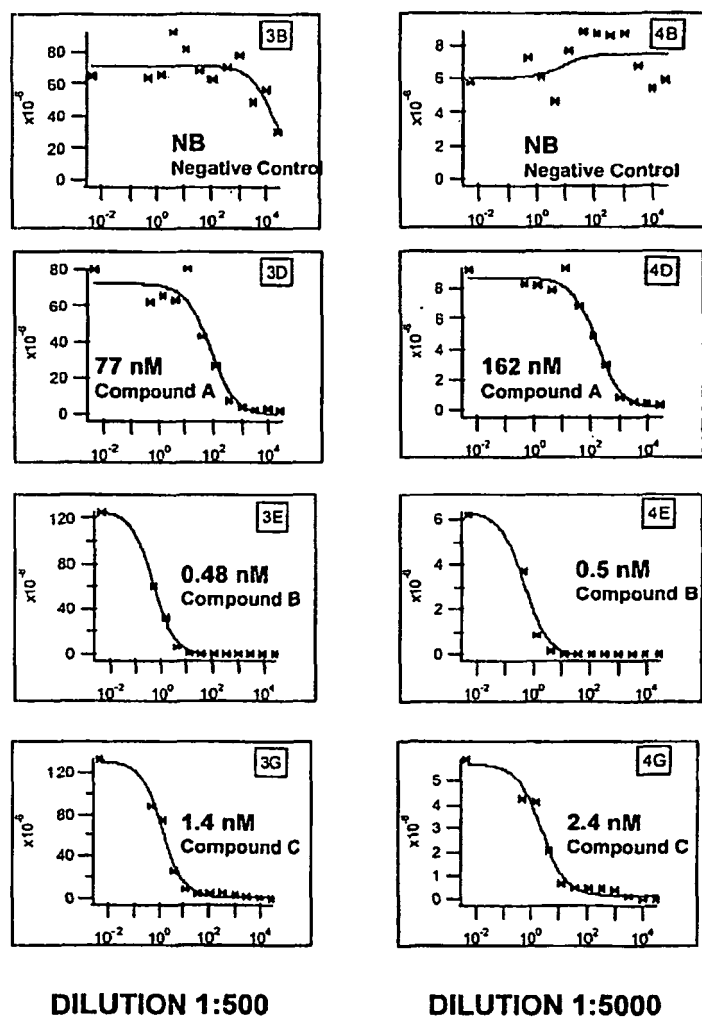 3B
80
60
40
20
0
x10⁻⁶
NB
Negative Control
10⁻² 10⁰ 10² 10⁴
4B
8
6
4
2
0
x10⁻⁶
NB
Negative Control
10⁻² 10⁰ 10² 10⁴
3D
80
60
40
20
0
x10⁻⁶
77 nM
Compound A
10⁻² 10⁰ 10² 10⁴
4D
8
6
4
2
0
x10⁻⁶
162 nM
Compound A
10⁻² 10⁰ 10² 10⁴
3E
120
80
40
0
x10⁻⁶
0.48 nM
Compound B
10⁻² 10⁰ 10² 10⁴
4E
6
4
2
0
x10⁻⁶
0.5 nM
Compound B
10⁻² 10⁰ 10² 10⁴
3G
120
80
40
0
x10⁻⁶
1.4 nM
Compound C
10⁻² 10⁰ 10² 10⁴
4G
5
4
3
2
1
0
x10⁻⁶
2.4 nM
Compound C
10⁻² 10⁰ 10² 10⁴
DILUTION 1:500
DILUTION 1:5000